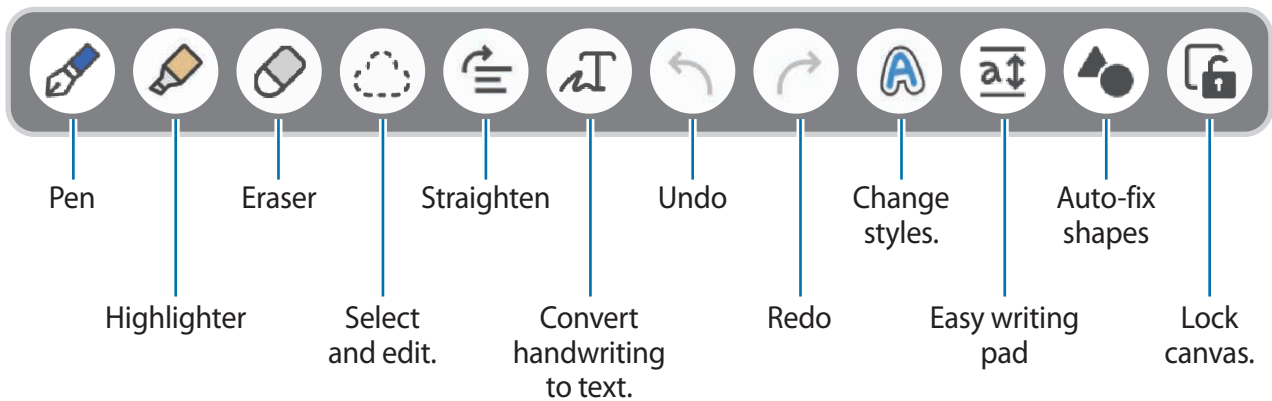 Pen
Eraser
Straighten
Undo
Change
styles.
Auto-fix
shapes
Highlighter
Select
and edit.
Convert
handwriting
to text.
Redo
Easy writing
pad
Lock
canvas.